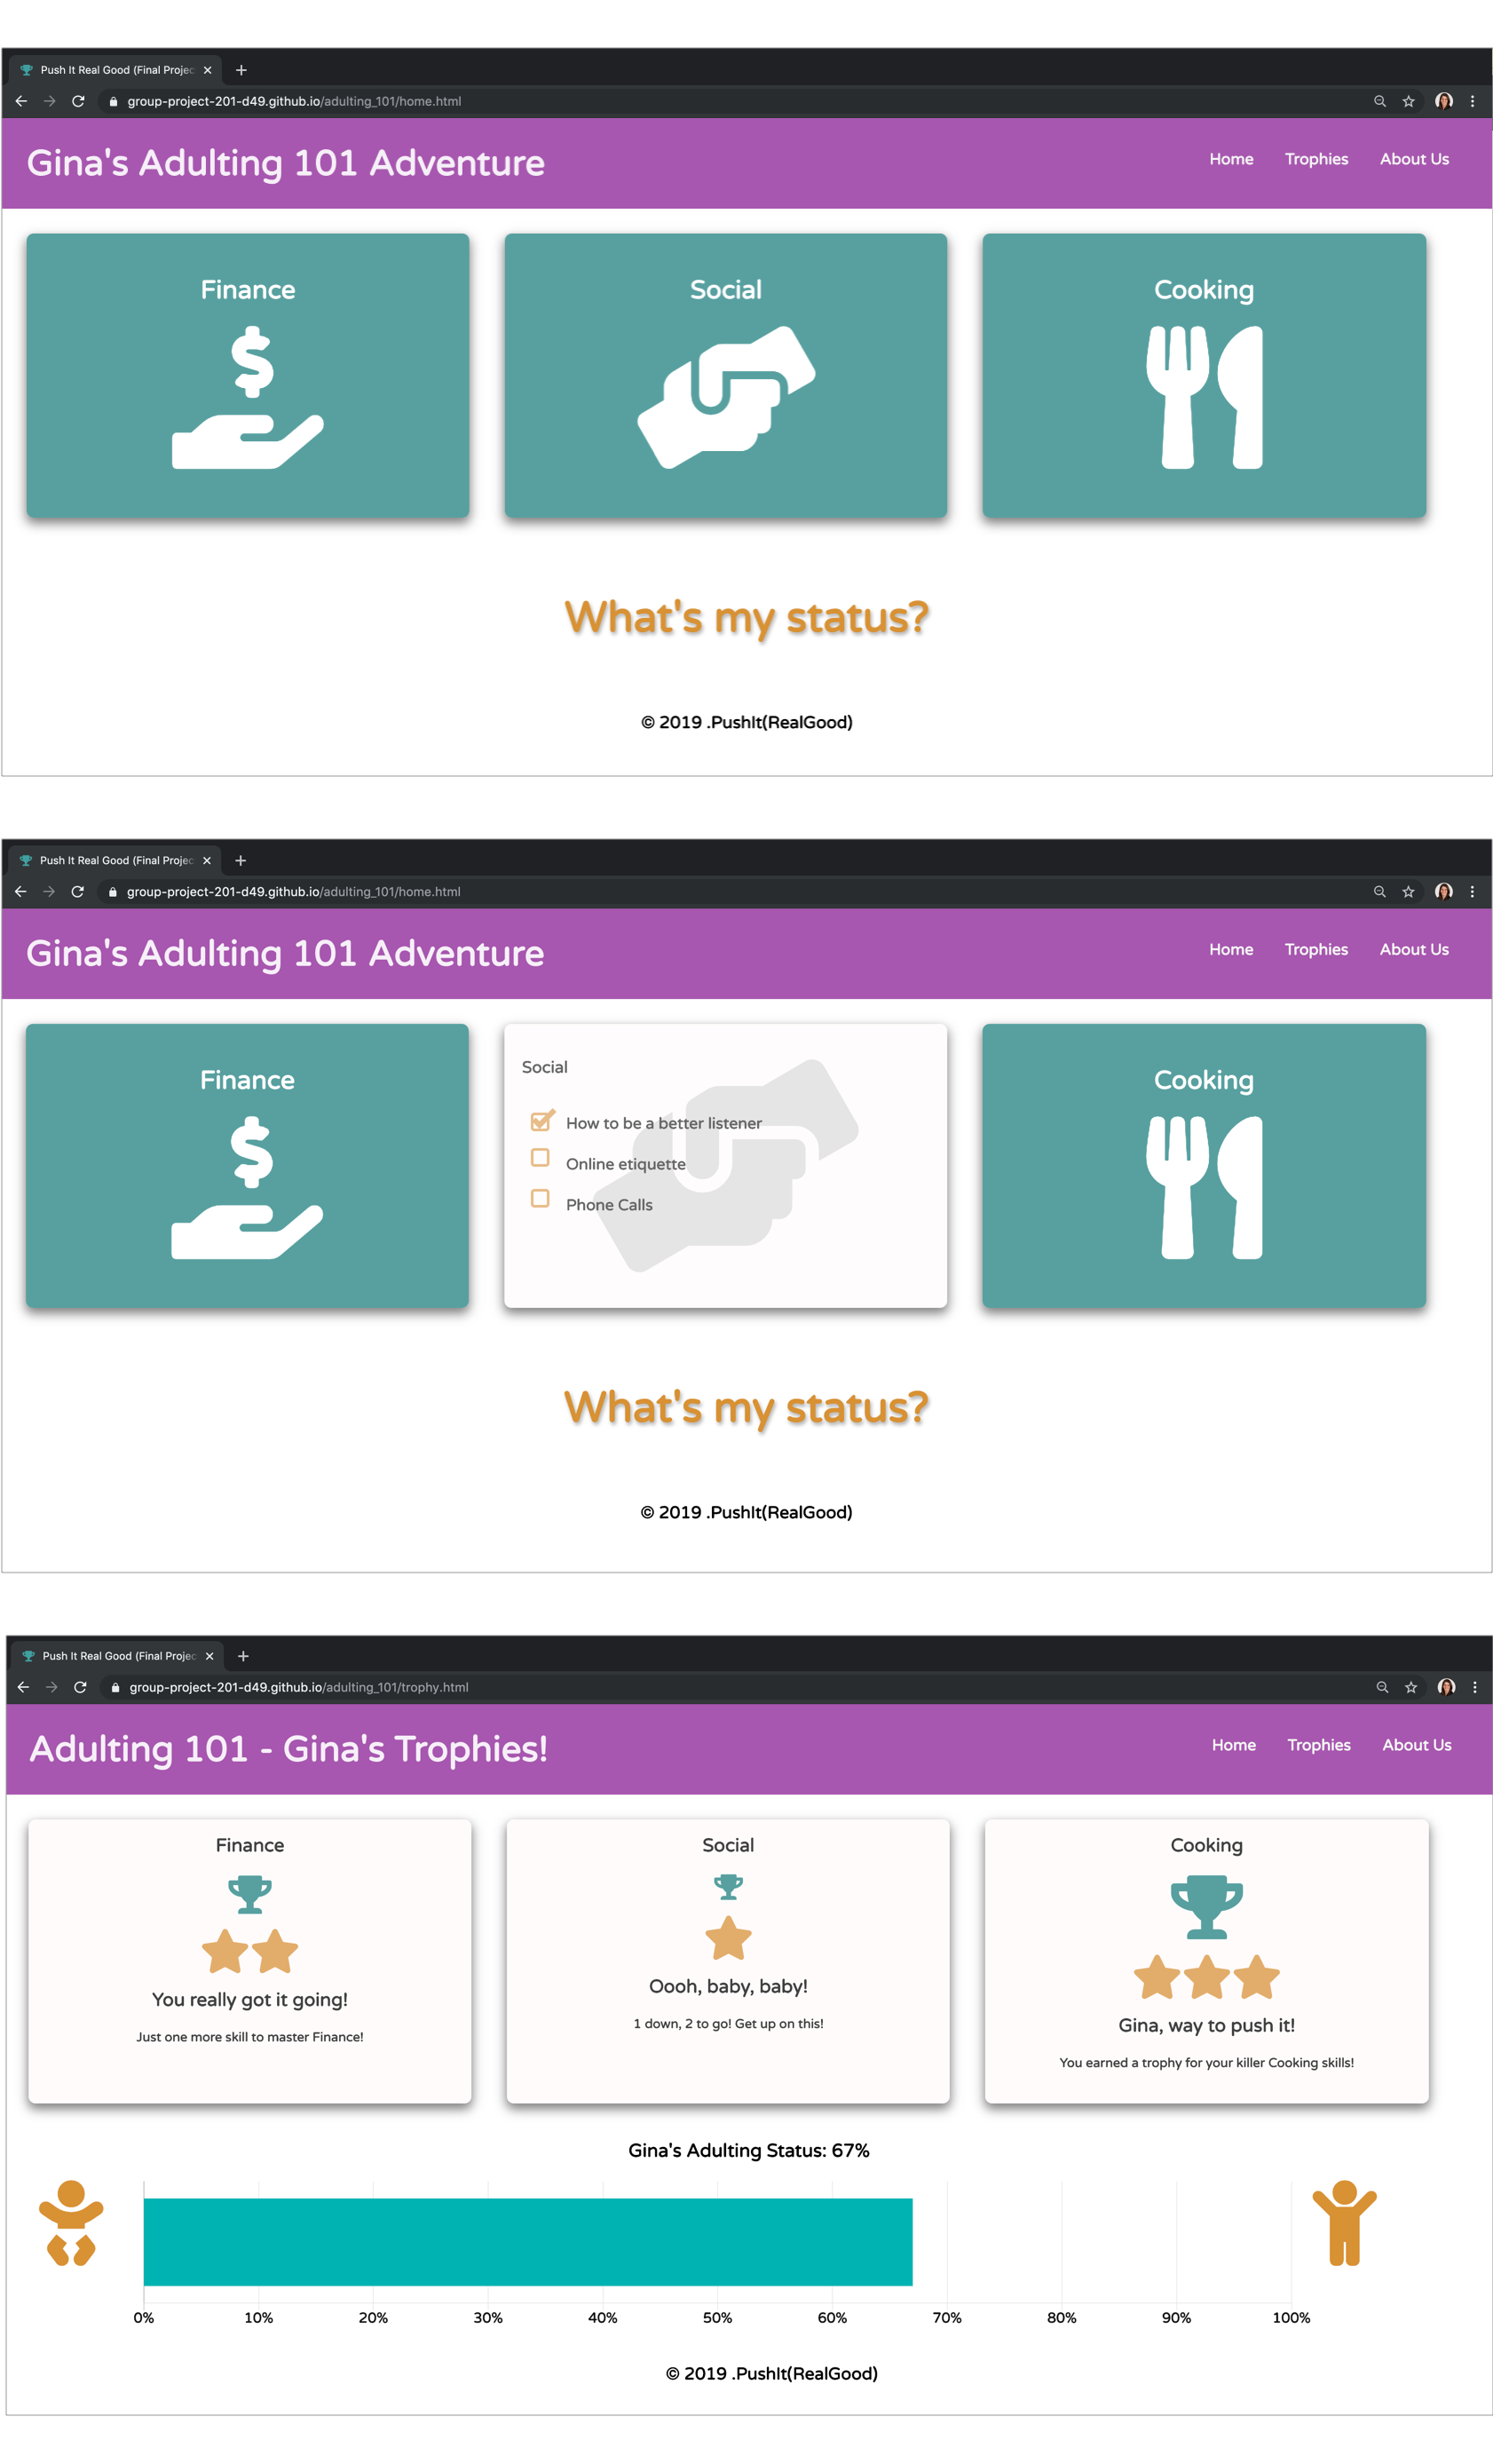 Push It Real Good (Final Projec
group-project-201-d49.github.io/adulting_101/home.html
Gina's Adulting 101 Adventure
Home Trophies About Us
Finance Social Cooking
What's my status?
© 2019 .PushIt(RealGood)
Push It Real Good (Final Projec
group-project-201-d49.github.io/adulting_101/home.html
Gina's Adulting 101 Adventure
Home Trophies About Us
Finance
Social
How to be a better listener
Online etiquette
Phone Calls
Cooking
What's my status?
© 2019 .PushIt(RealGood)
Push It Real Good (Final Projec
group-project-201-d49.github.io/adulting_101/trophy.html
Adulting 101 - Gina's Trophies!
Home Trophies About Us
Finance
You really got it going!
Just one more skill to master Finance!
Social
Oooh, baby, baby!
1 down, 2 to go! Get up on this!
Cooking
Gina, way to push it!
You earned a trophy for your killer Cooking skills!
Gina's Adulting Status: 67%
0% 10% 20% 30% 40% 50% 60% 70% 80% 90% 100%
© 2019 .PushIt(RealGood)